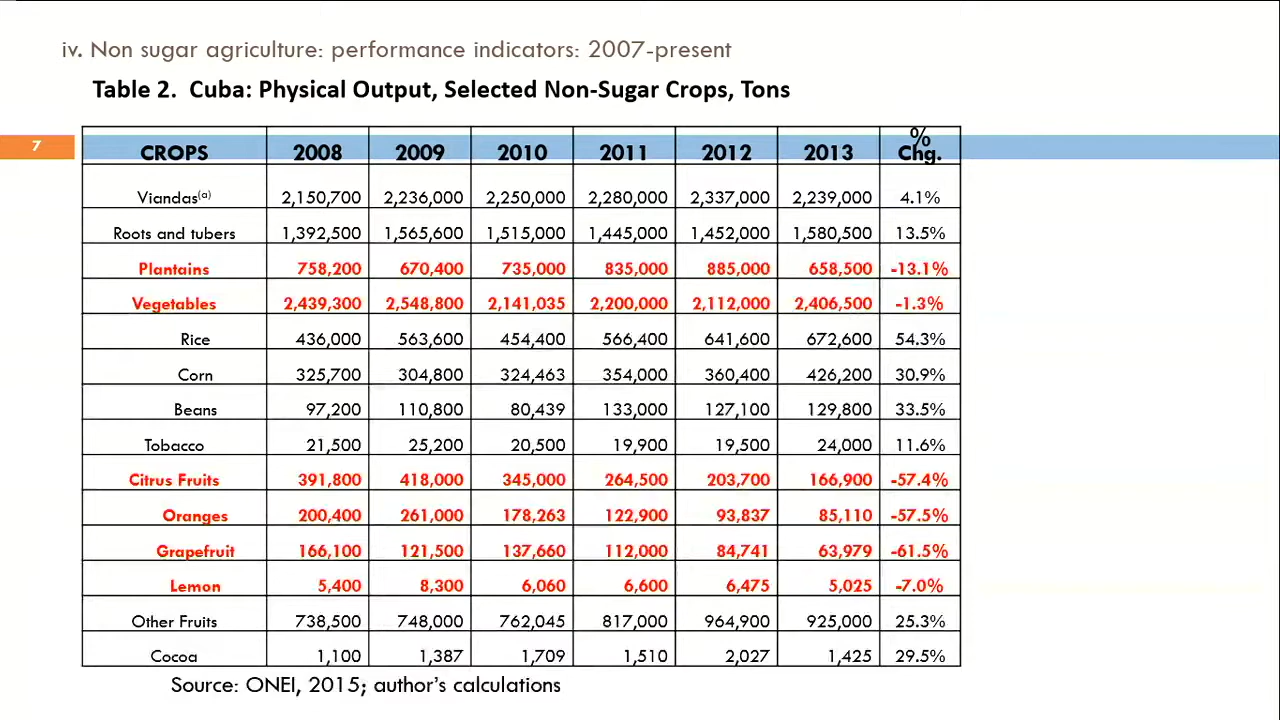 iv. Non sugar agriculture: performance indicators: 2007-present
Table 2. Cuba: Physical Output, Selected Non-Sugar Crops, Tons
7
CROPS 2008 2009 2010 2011 2012 2013 % Chg.
Viandas(a) 2,150,700 2,236,000 2,250,000 2,280,000 2,337,000 2,239,000 4.1%
Roots and tubers 1,392,500 1,565,600 1,515,000 1,445,000 1,452,000 1,580,500 13.5%
Plantains 758,200 670,400 735,000 835,000 885,000 658,500 -13.1%
Vegetables 2,439,300 2,548,800 2,141,035 2,200,000 2,112,000 2,406,500 -1.3%
Rice 436,000 563,600 454,400 566,400 641,600 672,600 54.3%
Corn 325,700 304,800 324,463 354,000 360,400 426,200 30.9%
Beans 97,200 110,800 80,439 133,000 127,100 129,800 33.5%
Tobacco 21,500 25,200 20,500 19,900 19,500 24,000 11.6%
Citrus Fruits 391,800 418,000 345,000 264,500 203,700 166,900 -57.4%
Oranges 200,400 261,000 178,263 122,900 93,837 85,110 -57.5%
Grapefruit 166,100 121,500 137,660 112,000 84,741 63,979 -61.5%
Lemon 5,400 8,300 6,060 6,600 6,475 5,025 -7.0%
Other Fruits 738,500 748,000 762,045 817,000 964,900 925,000 25.3%
Cocoa 1,100 1,387 1,709 1,510 2,027 1,425 29.5%
Source: ONEI, 2015; author's calculations